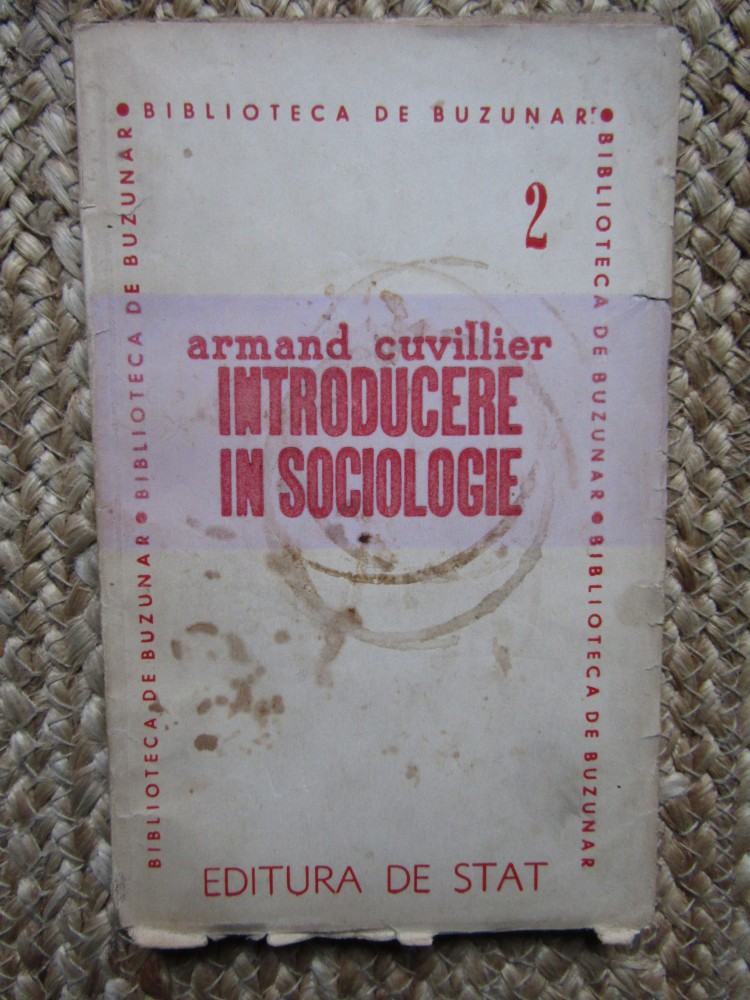 ● BIBLIOTECA DE BUZUNAR ●
2
armand cuvillier
INTRODUCERE
IN SOCIOLOGIE
BIBLIOTECA DE BUZUNAR ● BIBLIOTECA DE BUZUNAR
BIBLIOTECA DE BUZUNAR ● BIBLIOTECA DE BUZUNAR
EDITURA DE STAT